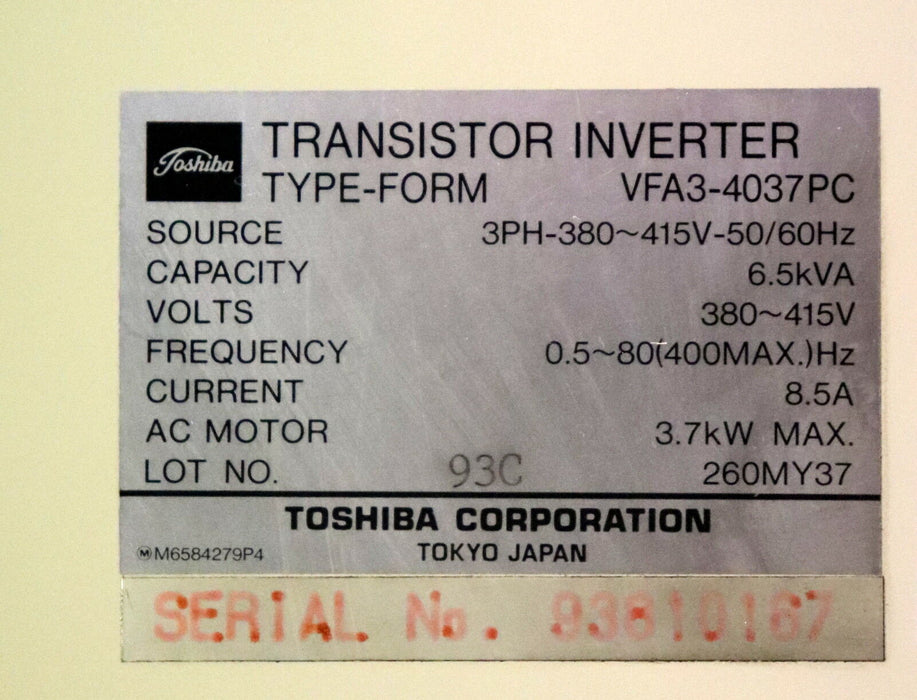 Toshiba
TRANSISTOR INVERTER
TYPE-FORM VFA3-4037PC
SOURCE 3PH-380~415V-50/60Hz
CAPACITY 6.5kVA
VOLTS 380~415V
FREQUENCY 0.5~80(400MAX.)Hz
CURRENT 8.5A
AC MOTOR 3.7kW MAX.
LOT NO. 93C 260MY37
TOSHIBA CORPORATION
ⓂM6584279P4 TOKYO JAPAN
SERIAL No. 93810167